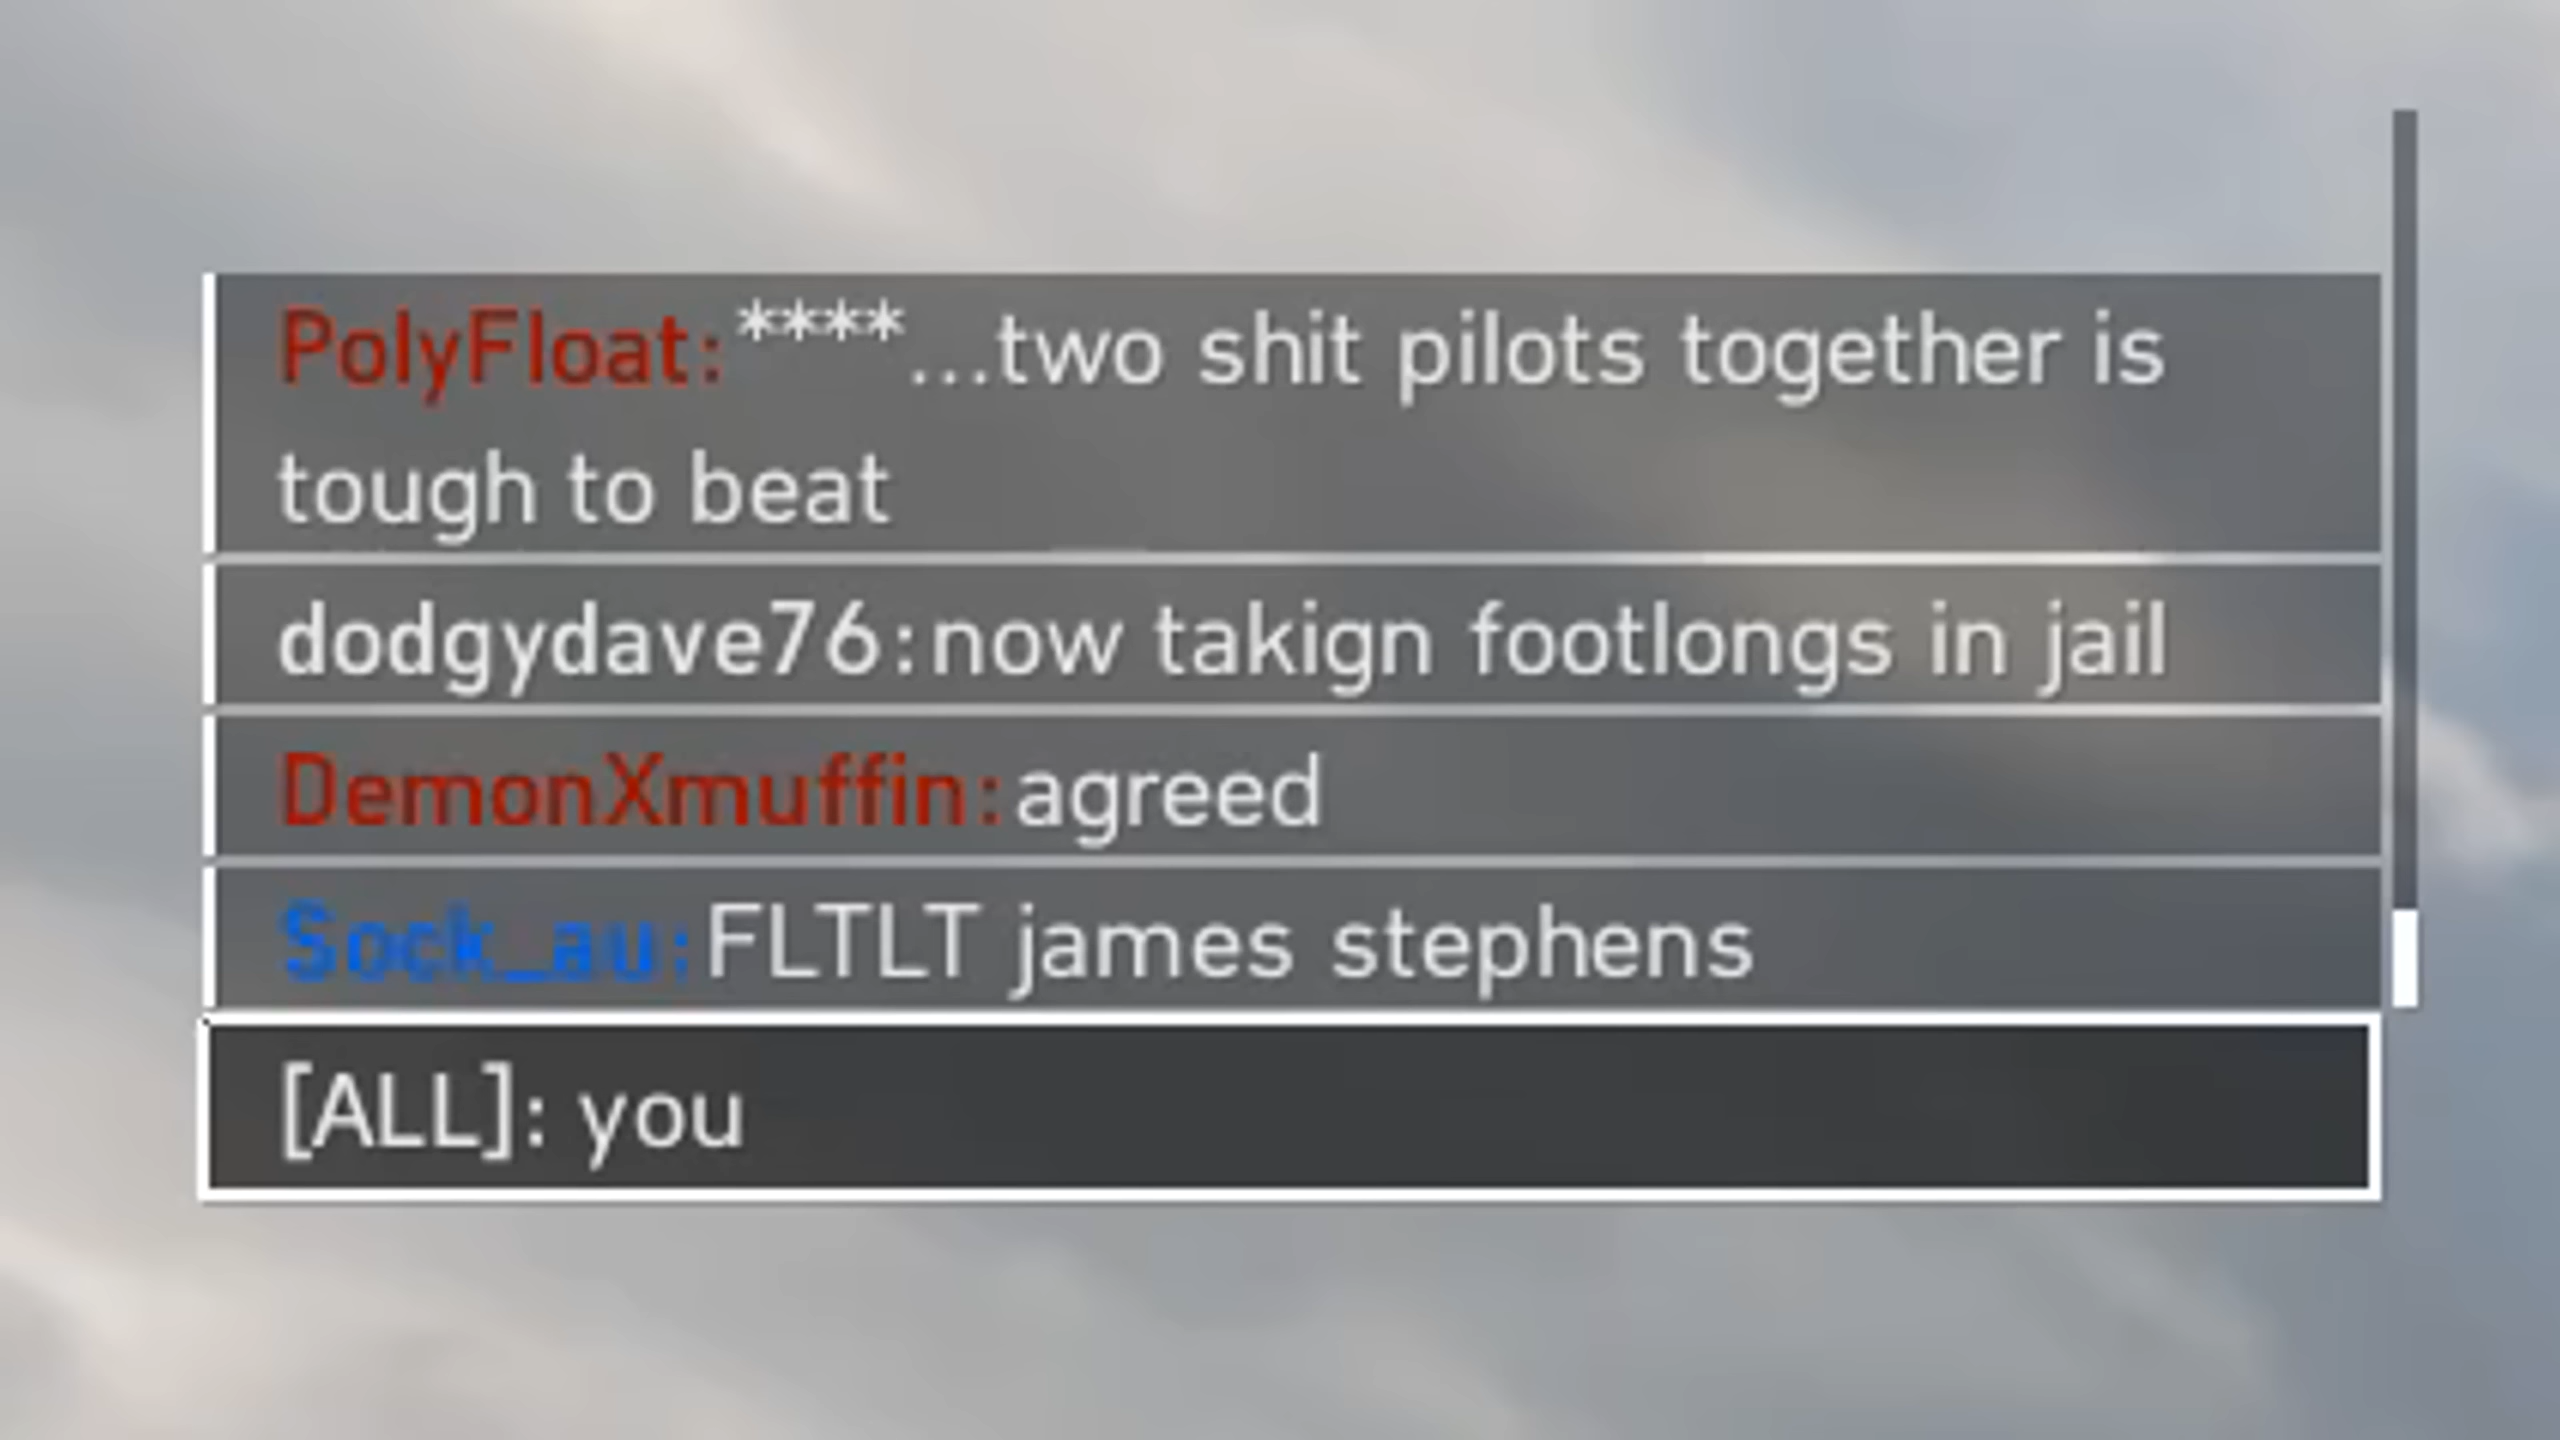 PolyFloat:****...two shit pilots together is
tough to beat
dodgydave76:now takign footlongs in jail
DemonXmuffin:agreed
Sock_au:FLTLT james stephens
[ALL]: you